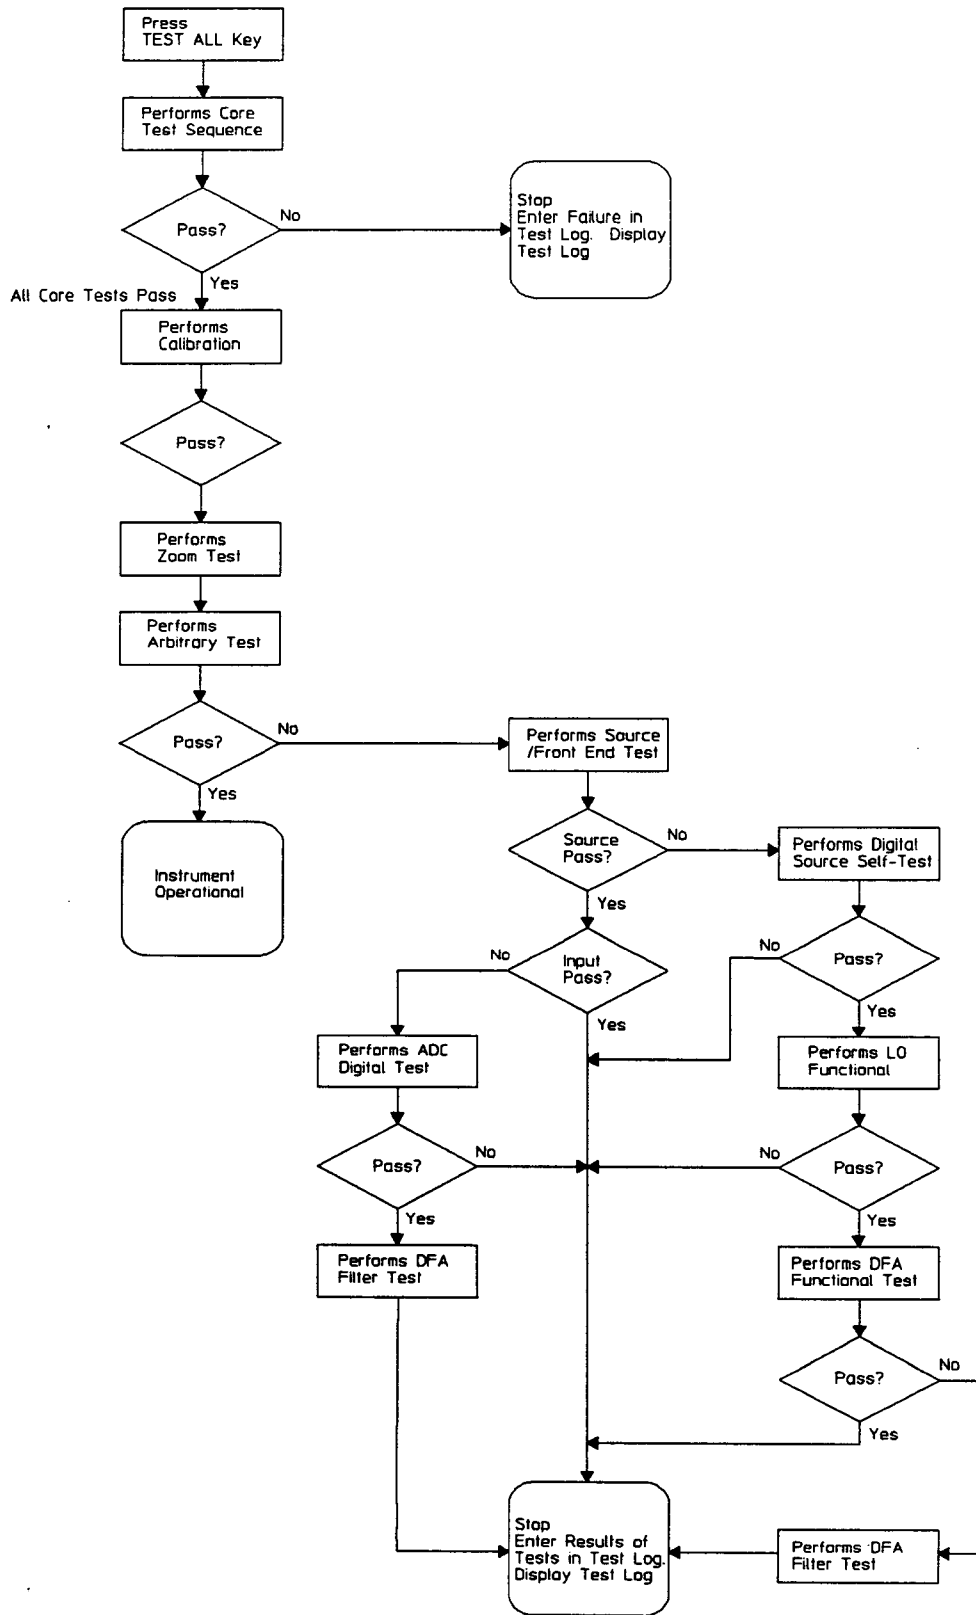 Press
TEST ALL Key
Performs Core
Test Sequence
Pass?
No
Stop
Enter Failure in
Test Log. Display
Test Log
Yes
All Core Tests Pass
Performs
Calibration
Pass?
Performs
Zoom Test
Performs
Arbitrary Test
Pass?
No
Performs Source
/Front End Test
Yes
Instrument
Operational
Source
Pass?
No
Performs Digital
Source Self-Test
Yes
Input
Pass?
No
Yes
Pass?
No
Yes
Performs ADC
Digital Test
Performs LO
Functional
Pass?
No
Yes
Pass?
No
Yes
Performs DFA
Filter Test
Performs DFA
Functional Test
Pass?
No
Yes
Stop
Enter Results of
Tests in Test Log.
Display Test Log
Performs DFA
Filter Test